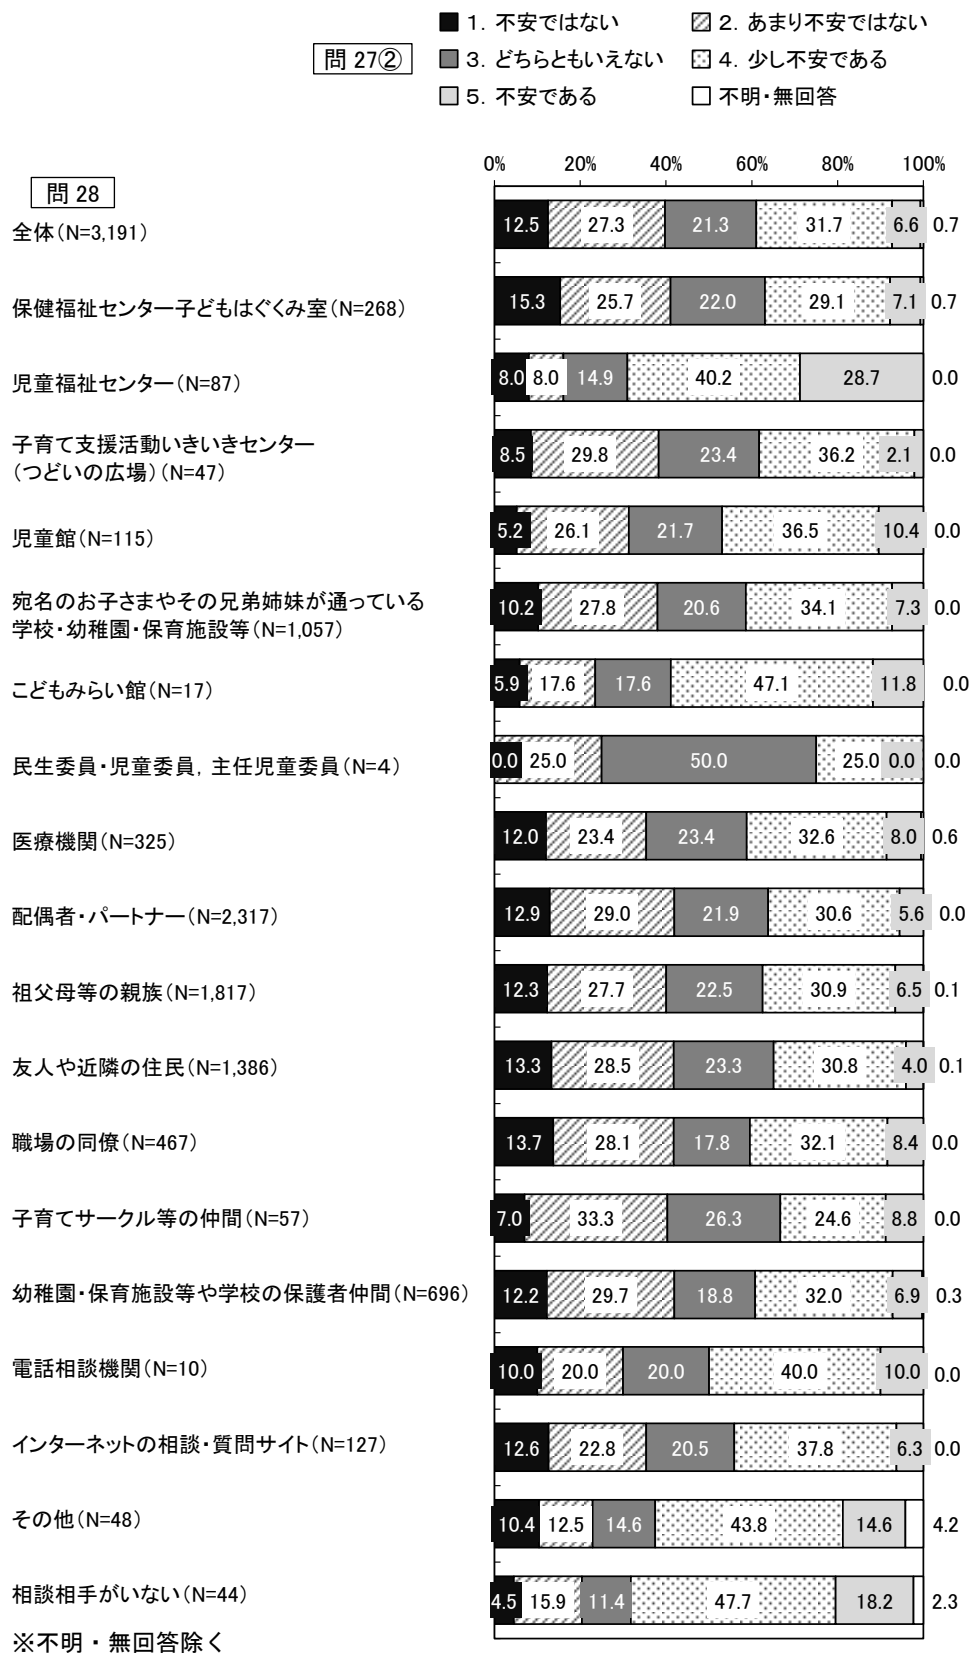 ■ 1. 不安ではない ▨ 2. あまり不安ではない
問 27② ■ 3. どちらともいえない 4. 少し不安である
5. 不安である □ 不明・無回答
0% 20% 40% 60% 80% 100%
問 28
全体(N=3,191) 12.5 27.3 21.3 31.7 6.6 0.7
保健福祉センター子どもはぐくみ室(N=268) 15.3 25.7 22.0 29.1 7.1 0.7
児童福祉センター(N=87) 8.0 8.0 14.9 40.2 28.7 0.0
子育て支援活動いきいきセンター
(つどいの広場)(N=47) 8.5 29.8 23.4 36.2 2.1 0.0
児童館(N=115) 5.2 26.1 21.7 36.5 10.4 0.0
宛名のお子さまやその兄弟姉妹が通っている
学校・幼稚園・保育施設等(N=1,057) 10.2 27.8 20.6 34.1 7.3 0.0
こどもみらい館(N=17) 5.9 17.6 17.6 47.1 11.8 0.0
民生委員・児童委員, 主任児童委員(N=4) 0.0 25.0 50.0 25.0 0.0 0.0
医療機関(N=325) 12.0 23.4 23.4 32.6 8.0 0.6
配偶者・パートナー(N=2,317) 12.9 29.0 21.9 30.6 5.6 0.0
祖父母等の親族(N=1,817) 12.3 27.7 22.5 30.9 6.5 0.1
友人や近隣の住民(N=1,386) 13.3 28.5 23.3 30.8 4.0 0.1
職場の同僚(N=467) 13.7 28.1 17.8 32.1 8.4 0.0
子育てサークル等の仲間(N=57) 7.0 33.3 26.3 24.6 8.8 0.0
幼稚園・保育施設等や学校の保護者仲間(N=696) 12.2 29.7 18.8 32.0 6.9 0.3
電話相談機関(N=10) 10.0 20.0 20.0 40.0 10.0 0.0
インターネットの相談・質問サイト(N=127) 12.6 22.8 20.5 37.8 6.3 0.0
その他(N=48) 10.4 12.5 14.6 43.8 14.6 4.2
相談相手がいない(N=44) 4.5 15.9 11.4 47.7 18.2 2.3
※不明・無回答除く